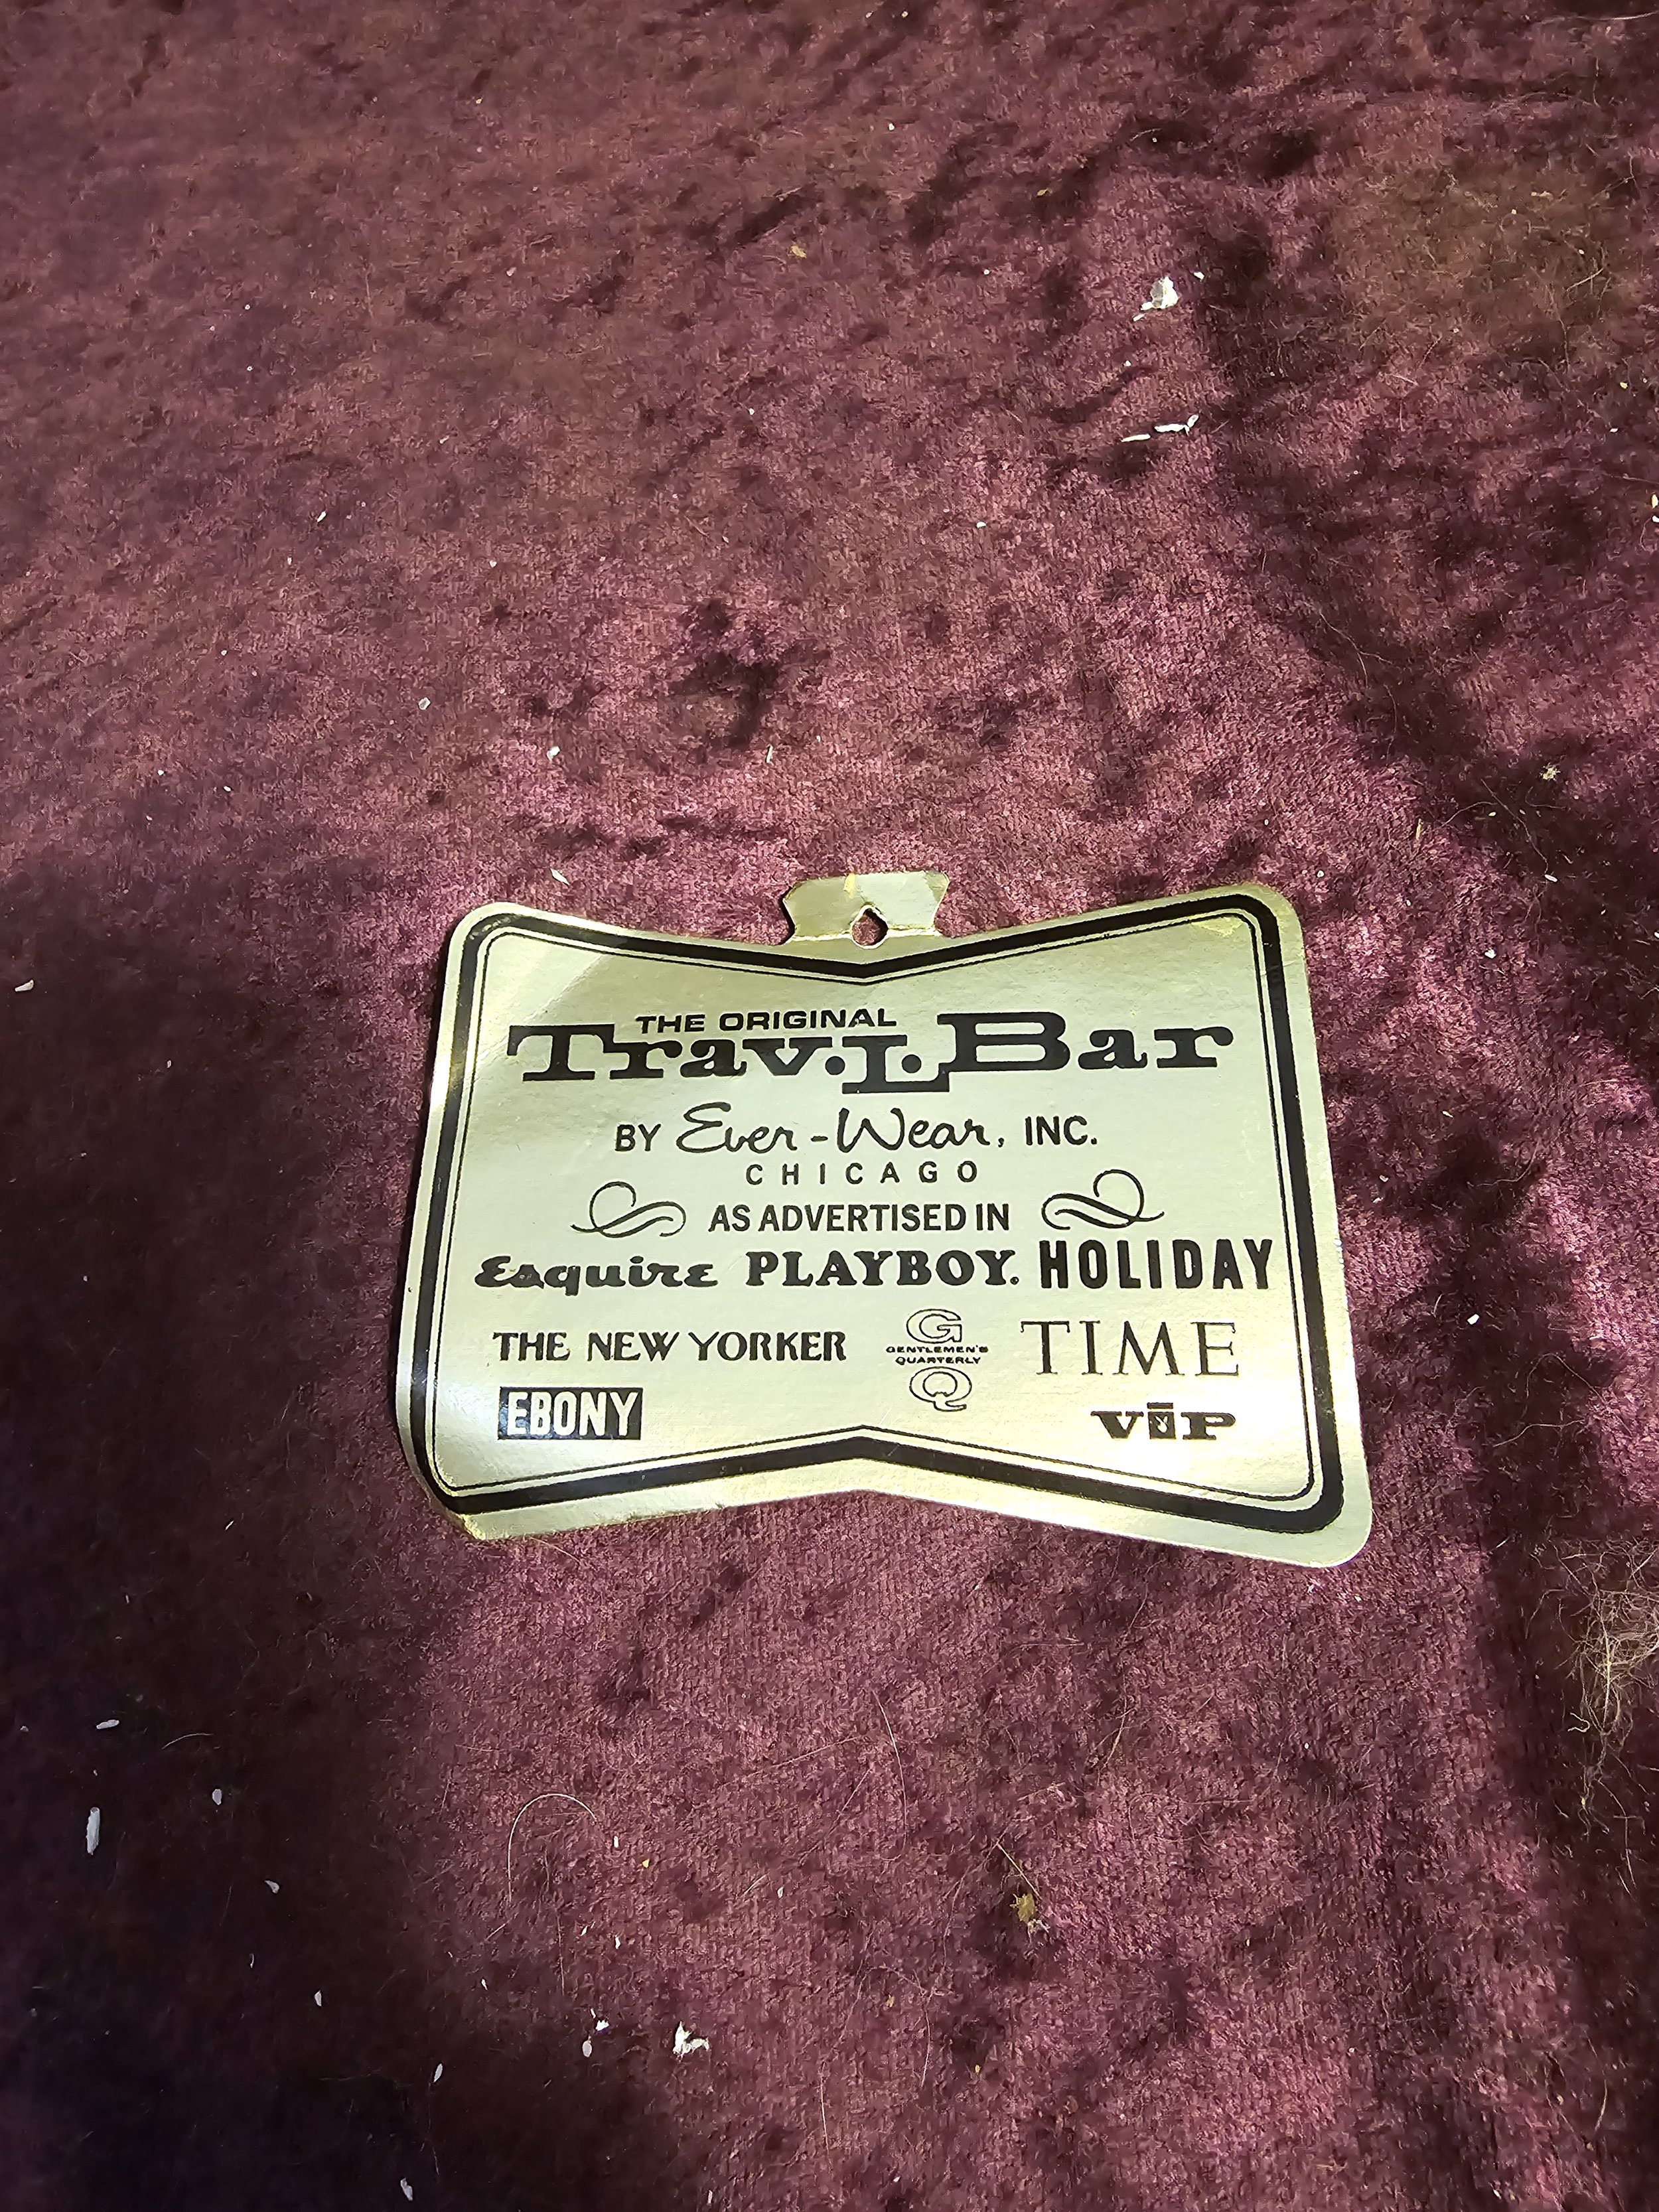 THE ORIGINAL
Trav.L.Bar
BY Ever-Wear, INC.
CHICAGO
AS ADVERTISED IN
Esquire PLAYBOY. HOLIDAY
THE NEW YORKER G GENTLEMEN'S QUARTERLY Q TIME
EBONY VIP